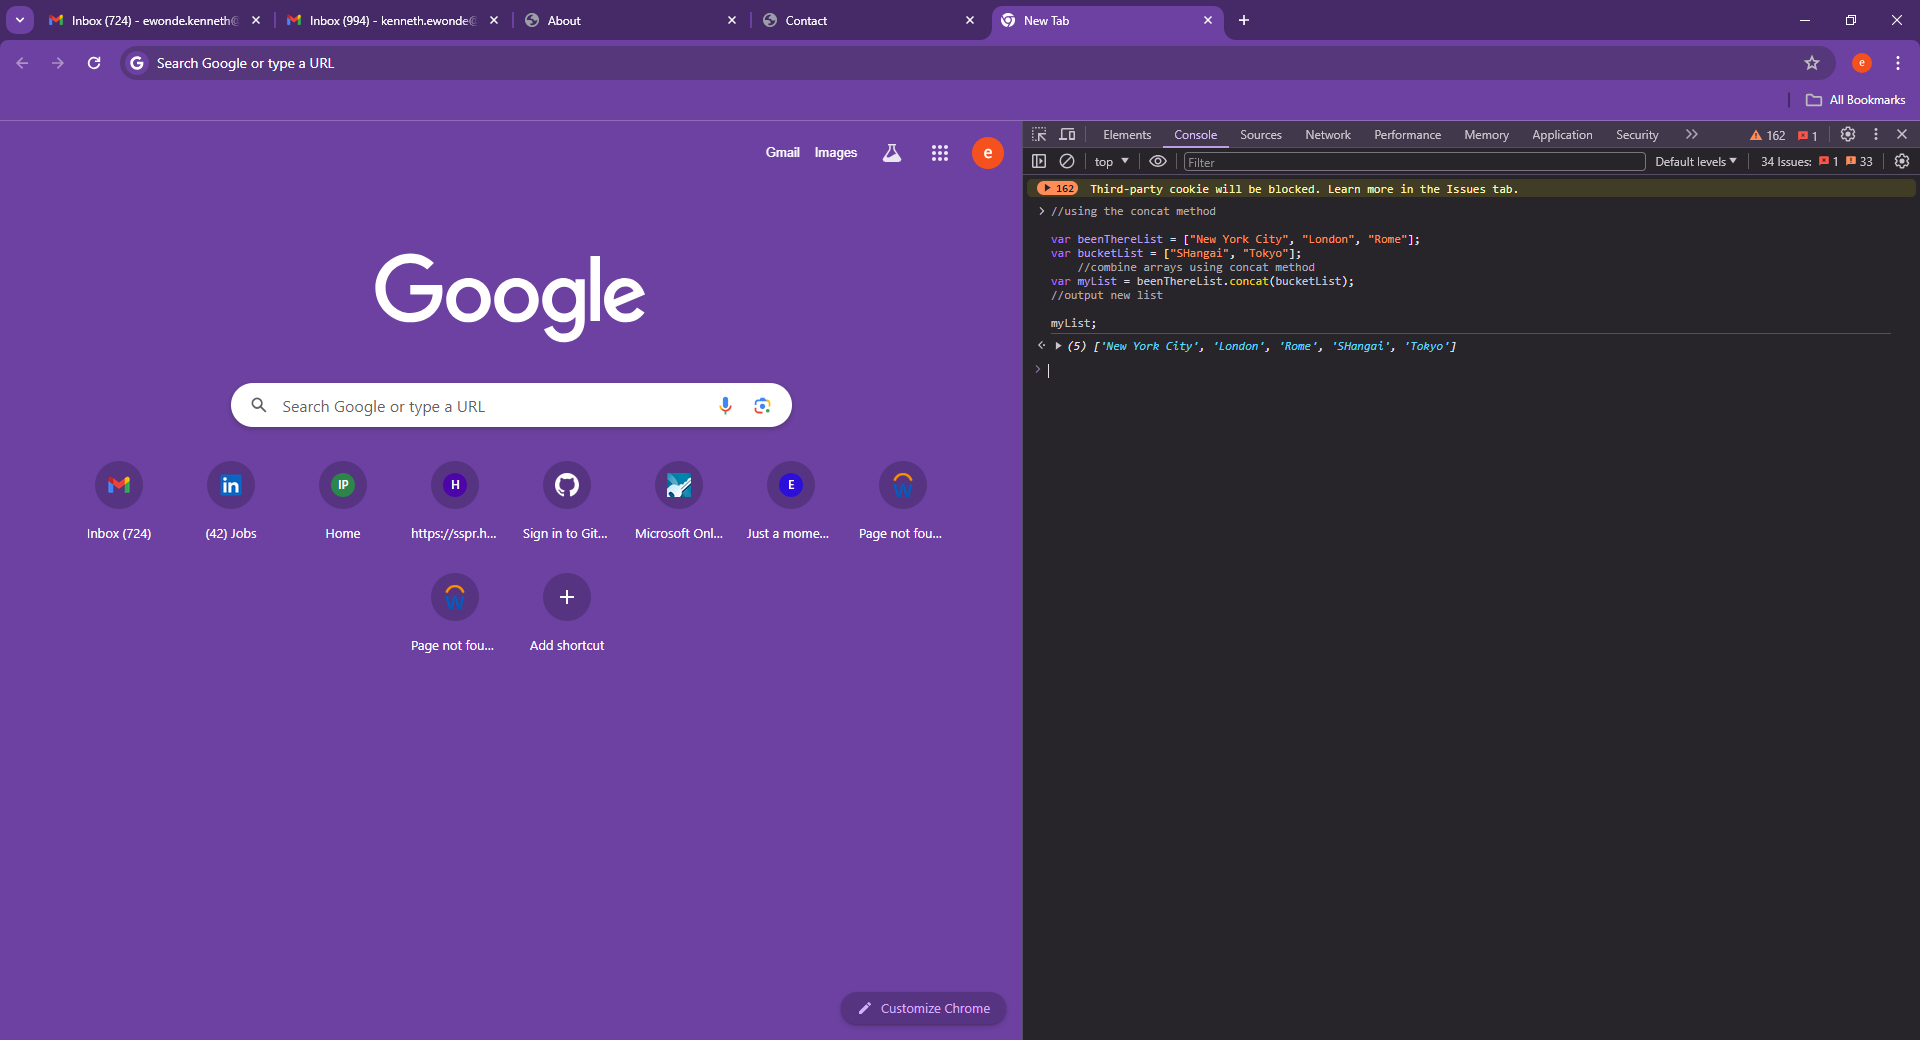 Inbox (724) - ewonde.kenneth@
Inbox (994) - kenneth.ewonde@
About
Contact
New Tab
Search Google or type a URL
e
All Bookmarks
Gmail
Images
e
Google
Search Google or type a URL
Inbox (724)
(42) Jobs
IP
Home
H
https://sspr.h...
Sign in to Git...
Microsoft Onl...
E
Just a mome...
Page not fou...
Page not fou...
Add shortcut
Customize Chrome
Elements Console Sources Network Performance Memory Application Security 162 1
top Filter Default levels 34 Issues: 1 33
162 Third-party cookie will be blocked. Learn more in the Issues tab.
//using the concat method
var beenThereList = ["New York City", "London", "Rome"];
var bucketList = ["SHangai", "Tokyo"];
//combine arrays using concat method
var myList = beenThereList.concat(bucketList);
//output new list
myList;
(5) ['New York City', 'London', 'Rome', 'SHangai', 'Tokyo']